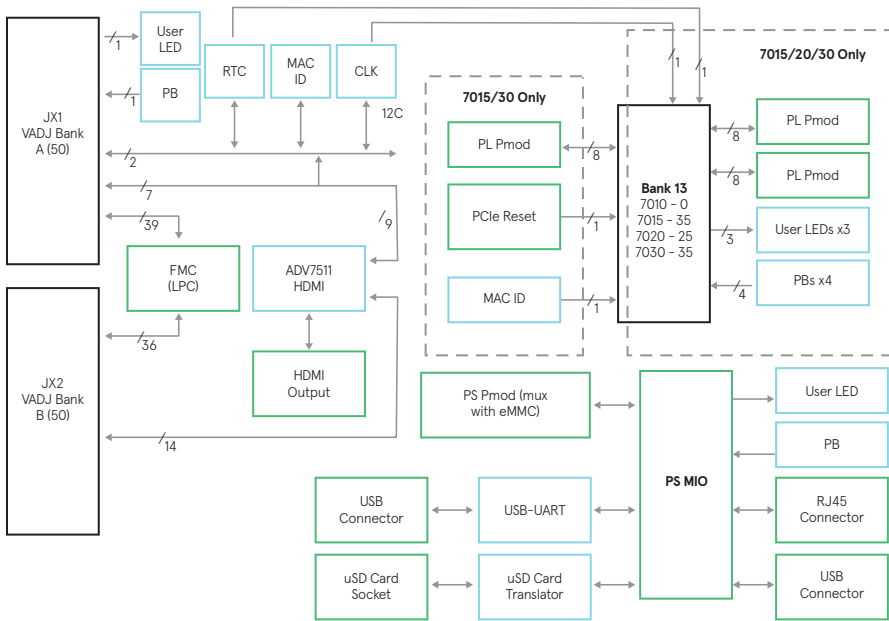 JX1
VADJ Bank
A (50)
1
User
LED
1
PB
RTC
MAC
ID
CLK
12C
2
7
39
9
FMC
(LPC)
ADV7511
HDMI
HDMI
Output
JX2
VADJ Bank
B (50)
36
14
7015/30 Only
PL Pmod
8
PCIe Reset
1
MAC ID
1
1
1
7015/20/30 Only
Bank 13
7010 - 0
7015 - 35
7020 - 25
7030 - 35
8
PL Pmod
8
PL Pmod
3
User LEDs x3
4
PBs x4
PS Pmod (mux
with eMMC)
PS MIO
User LED
PB
USB
Connector
USB-UART
RJ45
Connector
uSD Card
Socket
uSD Card
Translator
USB
Connector